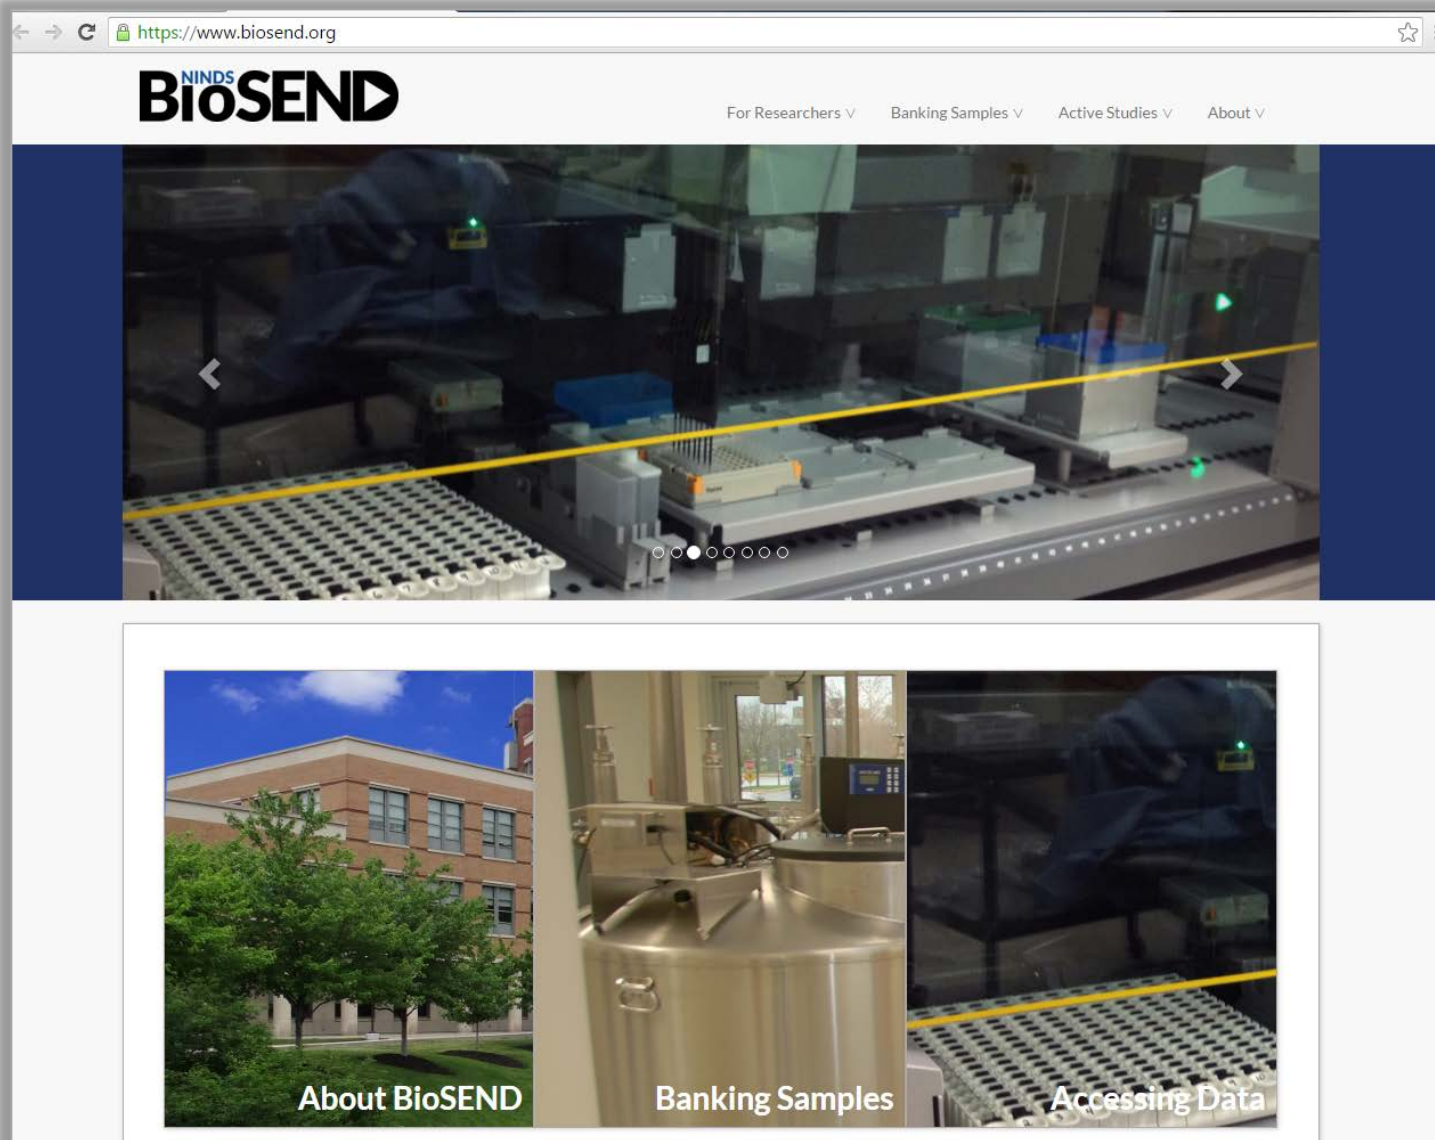 https://www.biosend.org
NINDS
BioSEND
For Researchers Banking Samples Active Studies About
About BioSEND
Banking Samples
Accessing Data